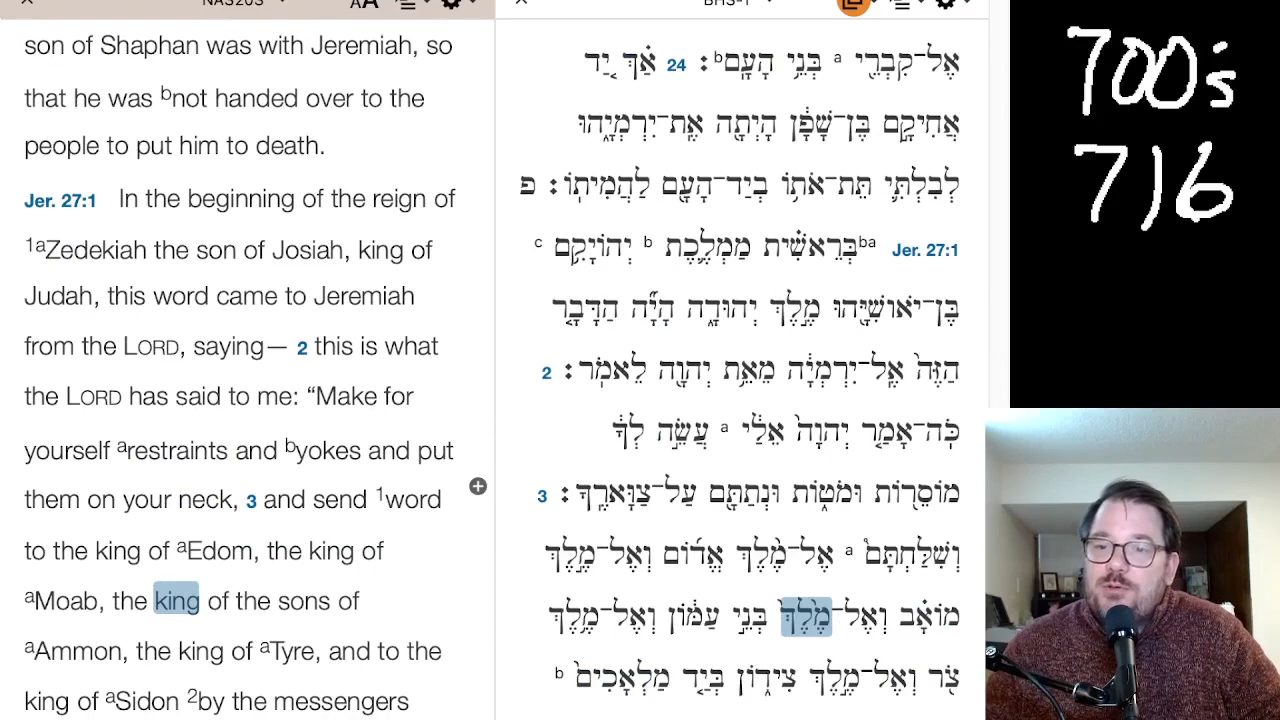 NAS20S
son of Shaphan was with Jeremiah, so
that he was bnot handed over to the
people to put him to death.
Jer. 27:1 In the beginning of the reign of
1aZedekiah the son of Josiah, king of
Judah, this word came to Jeremiah
from the LORD, saying— 2 this is what
the LORD has said to me: “Make for
yourself arestraints and byokes and put
them on your neck, 3 and send 1word
to the king of aEdom, the king of
aMoab, the king of the sons of
aAmmon, the king of aTyre, and to the
king of aSidon 2by the messengers
BHS-T
אֶל־קִבְרֵ֖י a בְּנֵ֥י הָעָֽם b ׃ 24 אַ֗ךְ יַ֚ד
אֲחִיקָ֣ם בֶּן־שָׁפָ֔ן הָיְתָ֖ה אֶֽת־יִרְמְיָ֑הוּ
לְבִלְתִּ֛י תֵּת־אֹת֥וֹ בְיַד־הָעָ֖ם לַהֲמִיתֽוֹ׃ פ
Jer. 27:1 ba בְּרֵאשִׁ֗ית מַמְלֶ֛כֶת b יְהוֹיָקִ֥ם c
בֶּן־יֹאושִׁיָּ֖הוּ מֶ֣לֶךְ יְהוּדָ֑ה הָיָ֞ה הַדָּבָ֤ר
הַזֶּה֙ אֶֽל־יִרְמְיָ֔ה מֵאֵ֥ת יְהוָ֖ה לֵאמֹֽר׃ 2
כֹּֽה־אָמַ֤ר יְהוָה֙ אֵלַ֔י a עֲשֵׂ֣ה לְךָ֔
מוֹסֵר֖וֹת וּמֹט֑וֹת וּנְתַתָּ֖ם עַל־צַוָּארֶֽךָ׃ 3
וְשִׁלַּחְתָּם֩ a אֶל־מֶ֨לֶךְ אֱד֜וֹם וְאֶל־מֶ֣לֶךְ
מוֹאָ֗ב וְאֶל־מֶ֙לֶךְ֙ בְּנֵ֣י עַמּ֔וֹן וְאֶל־מֶ֥לֶךְ
צֹ֖ר וְאֶל־מֶ֣לֶךְ צִיד֑וֹן בְּיַ֤ד מַלְאָכִים֙ b
700's
716